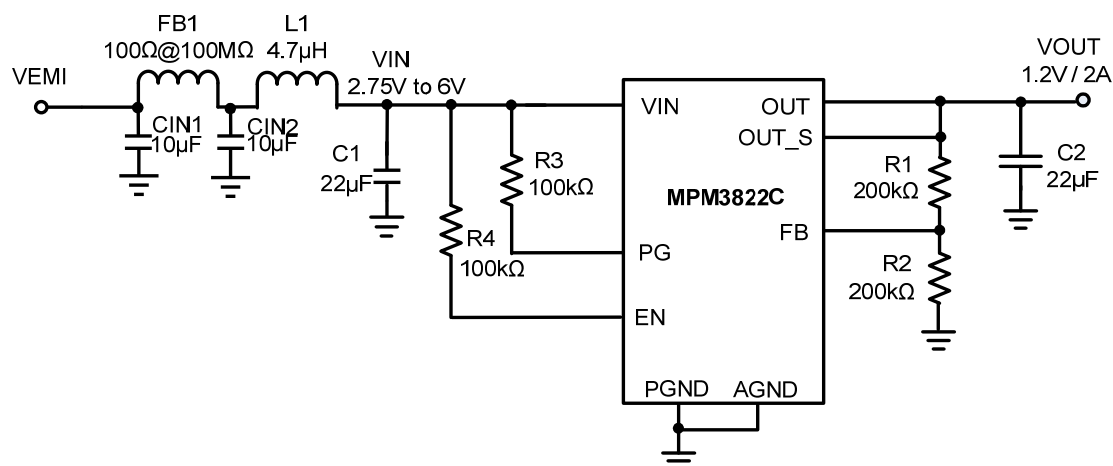 FB1
100Ω@100MΩ
L1
4.7µH
VEMI
VIN
2.75V to 6V
CIN1
10µF
CIN2
10µF
C1
22µF
R3
100kΩ
R4
100kΩ
VIN
PG
EN
MPM3822C
OUT
OUT_S
FB
PGND
AGND
VOUT
1.2V / 2A
R1
200kΩ
R2
200kΩ
C2
22µF